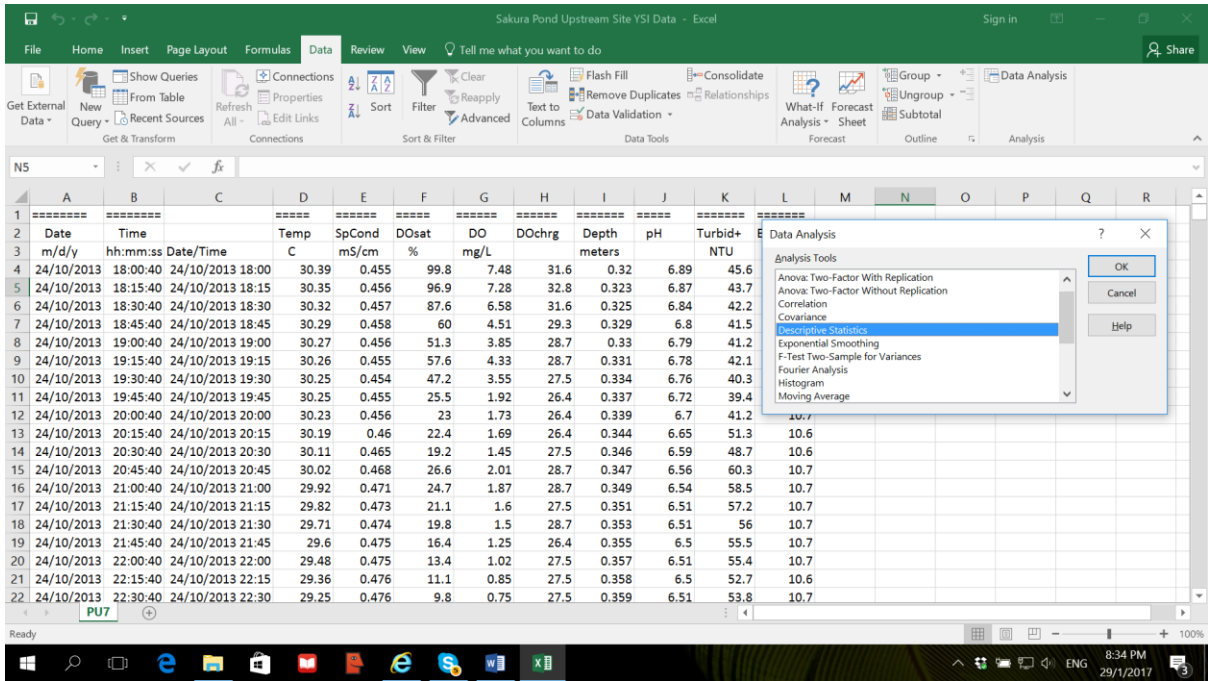 Sakura Pond Upstream Site YSI Data - Excel Sign in
File Home Insert Page Layout Formulas Data Review View Tell me what you want to do Share
Get External Data New Query Show Queries From Table Recent Sources Get & Transform
Refresh All Connections Properties Edit Links Connections
Sort Filter Clear Reapply Advanced Sort & Filter
Text to Columns Flash Fill Remove Duplicates Data Validation Consolidate Relationships Data Tools
What-If Analysis Forecast Sheet Forecast
Group Ungroup Subtotal Outline
Data Analysis Analysis
N5 fx
A B C D E F G H I J K L M N O P Q R
1 ======== ======== ===== ====== ===== ====== ====== ======= ===== ======= =======
2 Date Time Temp SpCond DOsat DO DOchrg Depth pH Turbid+
3 m/d/y hh:mm:ss Date/Time C mS/cm % mg/L meters NTU
4 24/10/2013 18:00:40 24/10/2013 18:00 30.39 0.455 99.8 7.48 31.6 0.32 6.89 45.6
5 24/10/2013 18:15:40 24/10/2013 18:15 30.35 0.456 96.9 7.28 32.8 0.323 6.87 43.7
6 24/10/2013 18:30:40 24/10/2013 18:30 30.32 0.457 87.6 6.58 31.6 0.325 6.84 42.2
7 24/10/2013 18:45:40 24/10/2013 18:45 30.29 0.458 60 4.51 29.3 0.329 6.8 41.5
8 24/10/2013 19:00:40 24/10/2013 19:00 30.27 0.456 51.3 3.85 28.7 0.33 6.79 41.2
9 24/10/2013 19:15:40 24/10/2013 19:15 30.26 0.455 57.6 4.33 28.7 0.331 6.78 42.1
10 24/10/2013 19:30:40 24/10/2013 19:30 30.25 0.454 47.2 3.55 27.5 0.334 6.76 40.3
11 24/10/2013 19:45:40 24/10/2013 19:45 30.25 0.455 25.5 1.92 26.4 0.337 6.72 39.4
12 24/10/2013 20:00:40 24/10/2013 20:00 30.23 0.456 23 1.73 26.4 0.339 6.7 41.2 10.7
13 24/10/2013 20:15:40 24/10/2013 20:15 30.19 0.46 22.4 1.69 26.4 0.344 6.65 51.3 10.6
14 24/10/2013 20:30:40 24/10/2013 20:30 30.11 0.465 19.2 1.45 27.5 0.346 6.59 48.7 10.6
15 24/10/2013 20:45:40 24/10/2013 20:45 30.02 0.468 26.6 2.01 28.7 0.347 6.56 60.3 10.7
16 24/10/2013 21:00:40 24/10/2013 21:00 29.92 0.471 24.7 1.87 28.7 0.349 6.54 58.5 10.7
17 24/10/2013 21:15:40 24/10/2013 21:15 29.82 0.473 21.1 1.6 27.5 0.351 6.51 57.2 10.7
18 24/10/2013 21:30:40 24/10/2013 21:30 29.71 0.474 19.8 1.5 28.7 0.353 6.51 56 10.7
19 24/10/2013 21:45:40 24/10/2013 21:45 29.6 0.475 16.4 1.25 26.4 0.355 6.5 55.5 10.7
20 24/10/2013 22:00:40 24/10/2013 22:00 29.48 0.475 13.4 1.02 27.5 0.357 6.51 55.4 10.7
21 24/10/2013 22:15:40 24/10/2013 22:15 29.36 0.476 11.1 0.85 27.5 0.358 6.5 52.7 10.6
22 24/10/2013 22:30:40 24/10/2013 22:30 29.25 0.476 9.8 0.75 27.5 0.359 6.51 53.8 10.7
Data Analysis ? ×
Analysis Tools
Anova: Two-Factor With Replication
Anova: Two-Factor Without Replication
Correlation
Covariance
Descriptive Statistics
Exponential Smoothing
F-Test Two-Sample for Variances
Fourier Analysis
Histogram
Moving Average
OK
Cancel
Help
PU7
Ready 100%
ENG 8:34 PM
29/1/2017 3